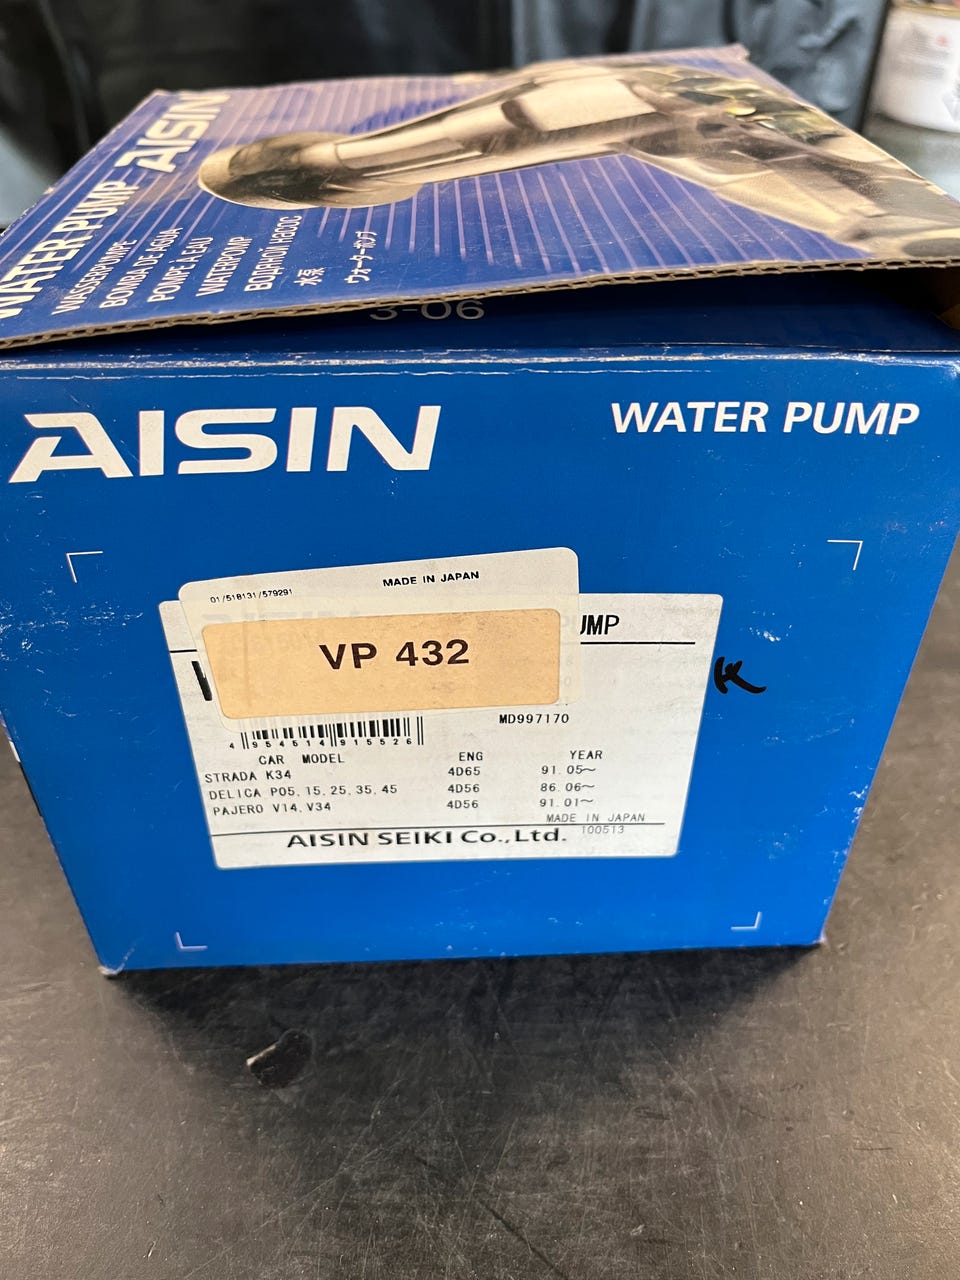 WATER PUMP AISIN
WASSERPUMPE
BOMBA DE AGUA
POMPE À EAU
WATERPOMP
ВОДЯНОЙ НАСОС
水泵
ウォーターポンプ
3-06
AISIN
WATER PUMP
01/518131/579291
MADE IN JAPAN
VP 432
UMP
MD997170
4 954514 915526
CAR MODEL ENG YEAR
STRADA K34 4D65 91.05~
DELICA P05, 15, 25, 35, 45 4D56 86.06~
PAJERO V14, V34 4D56 91.01~
MADE IN JAPAN
100513
AISIN SEIKI Co.,Ltd.